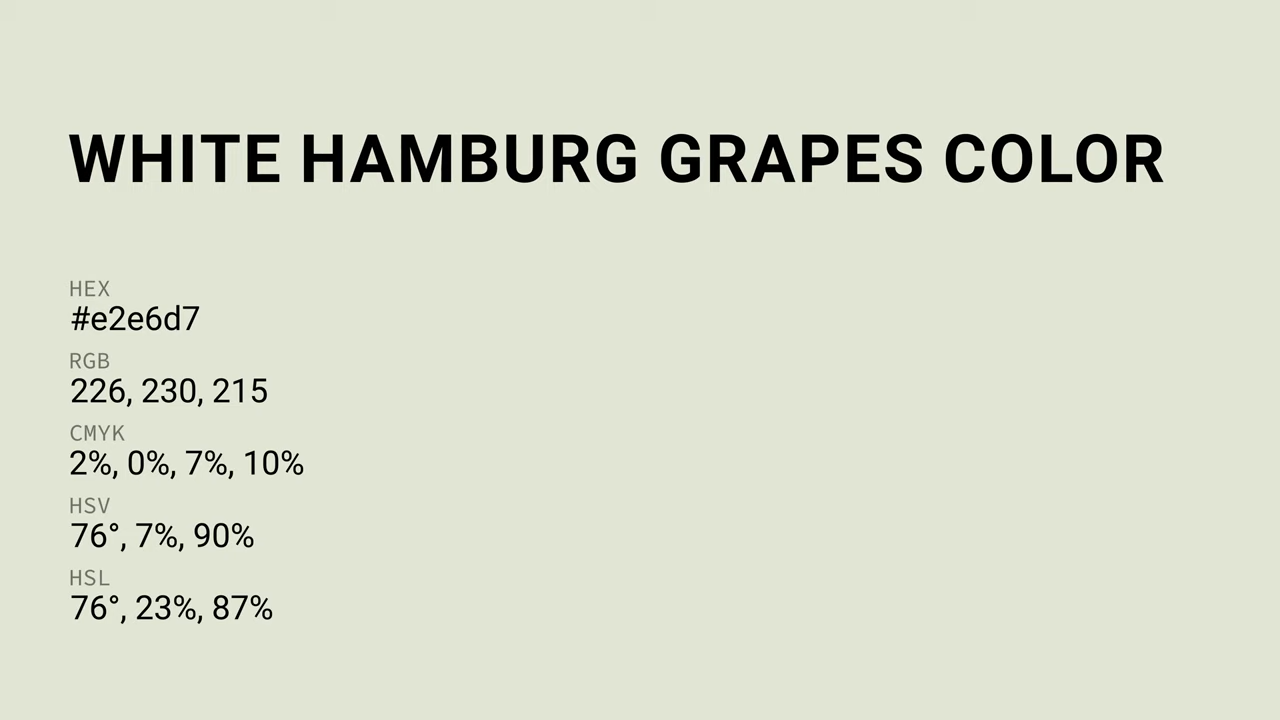 WHITE HAMBURG GRAPES COLOR
HEX
#e2e6d7
RGB
226, 230, 215
CMYK
2%, 0%, 7%, 10%
HSV
76°, 7%, 90%
HSL
76°, 23%, 87%